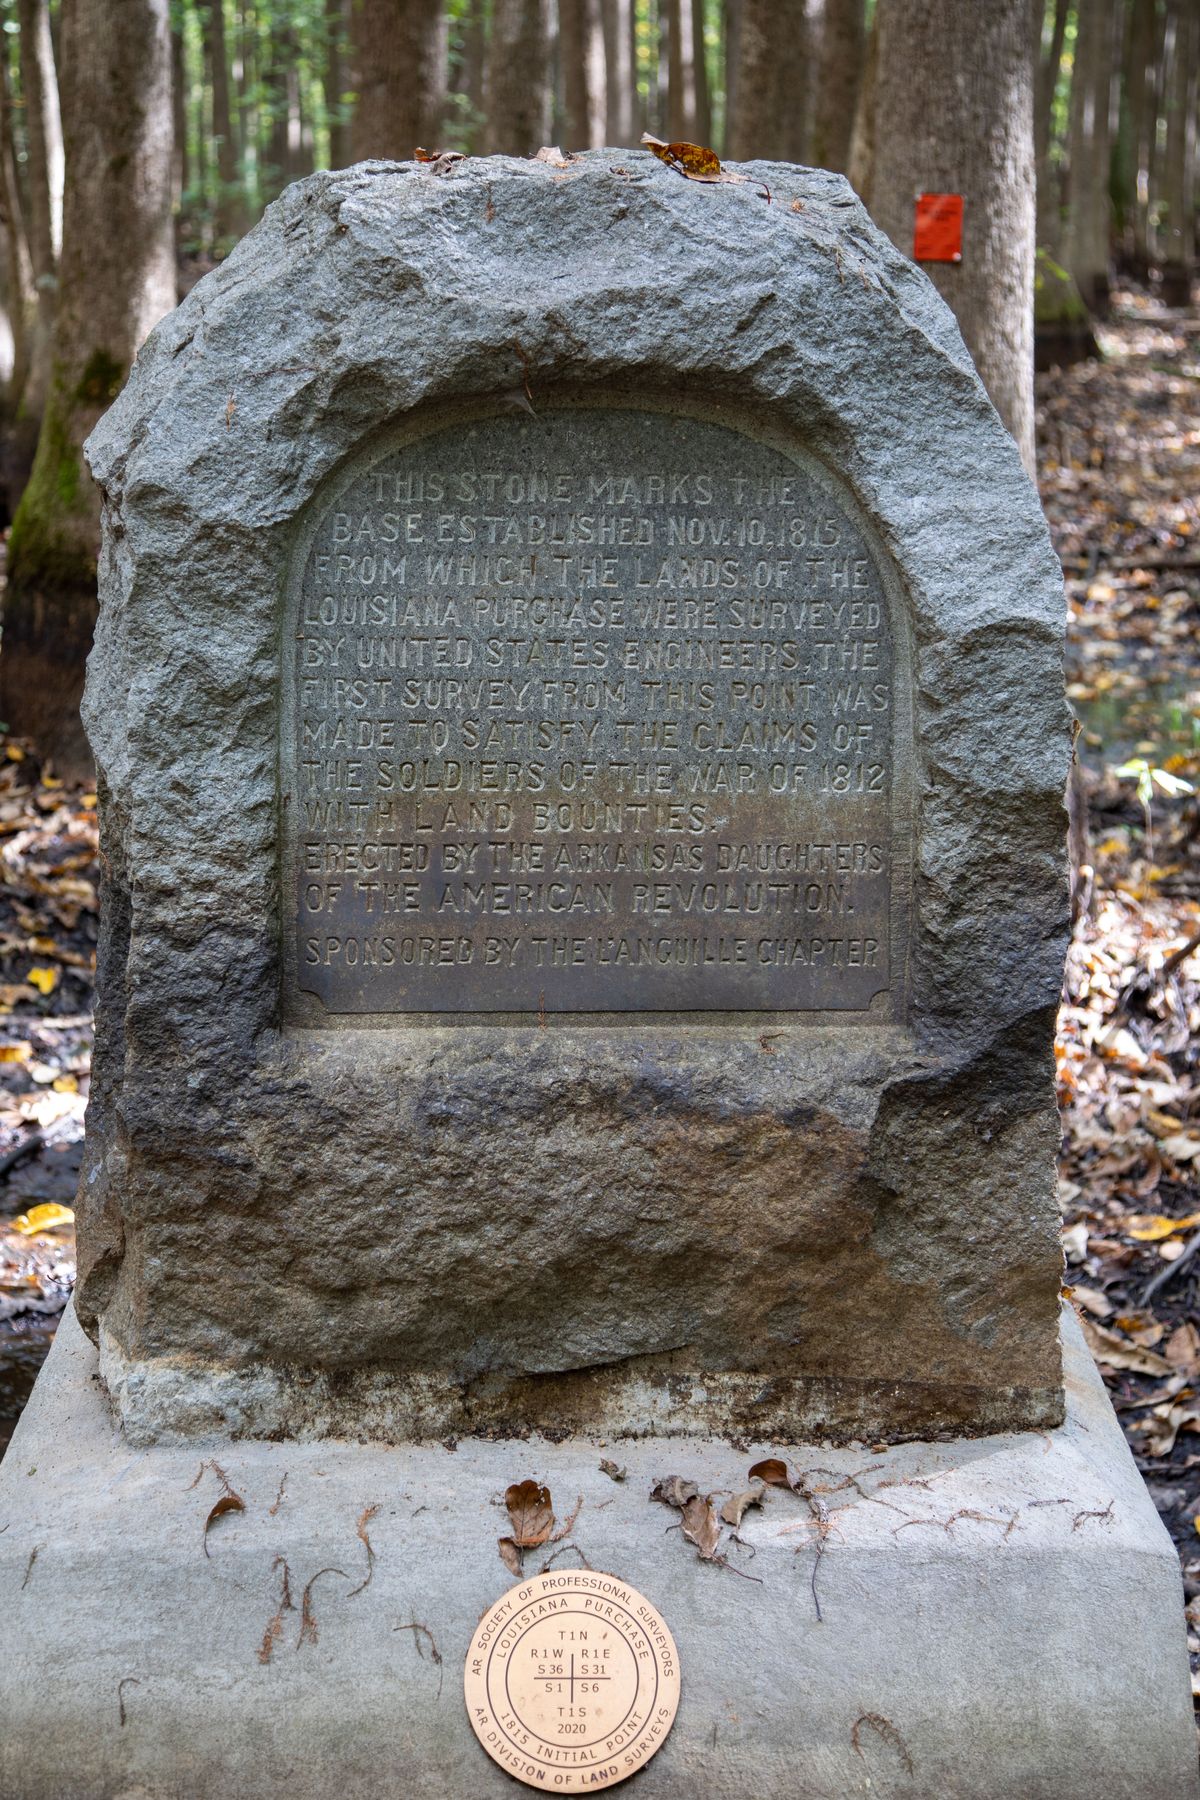 THIS STONE MARKS THE
BASE ESTABLISHED NOV. 10, 1815
FROM WHICH THE LANDS OF THE
LOUISIANA PURCHASE WERE SURVEYED
BY UNITED STATES ENGINEERS, THE
FIRST SURVEY FROM THIS POINT WAS
MADE TO SATISFY THE CLAIMS OF
THE SOLDIERS OF THE WAR OF 1812
WITH LAND BOUNTIES.
ERECTED BY THE ARKANSAS DAUGHTERS
OF THE AMERICAN REVOLUTION.
SPONSORED BY THE L'ANGUILLE CHAPTER
AR SOCIETY OF PROFESSIONAL SURVEYORS
LOUISIANA PURCHASE
T1N
R1W R1E
S36 S31
S1 S6
T1S
2020
1815 INITIAL POINT
AR DIVISION OF LAND SURVEYS